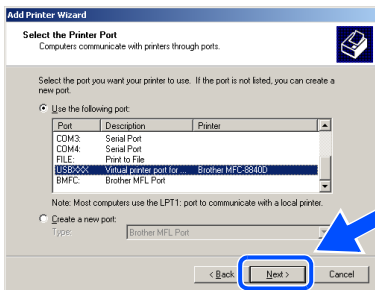 Add Printer Wizard
Select the Printer Port
Computers communicate with printers through ports.
Select the port you want your printer to use. If the port is not listed, you can create a
new port.
Use the following port:
Port Description Printer
COM3: Serial Port
COM4: Serial Port
FILE: Print to File
USBXXX Virtual printer port for ... Brother MFC-8840D
BMFC: Brother MFL Port
Note: Most computers use the LPT1: port to communicate with a local printer.
Create a new port:
Type: Brother MFL Port
< Back Next > Cancel